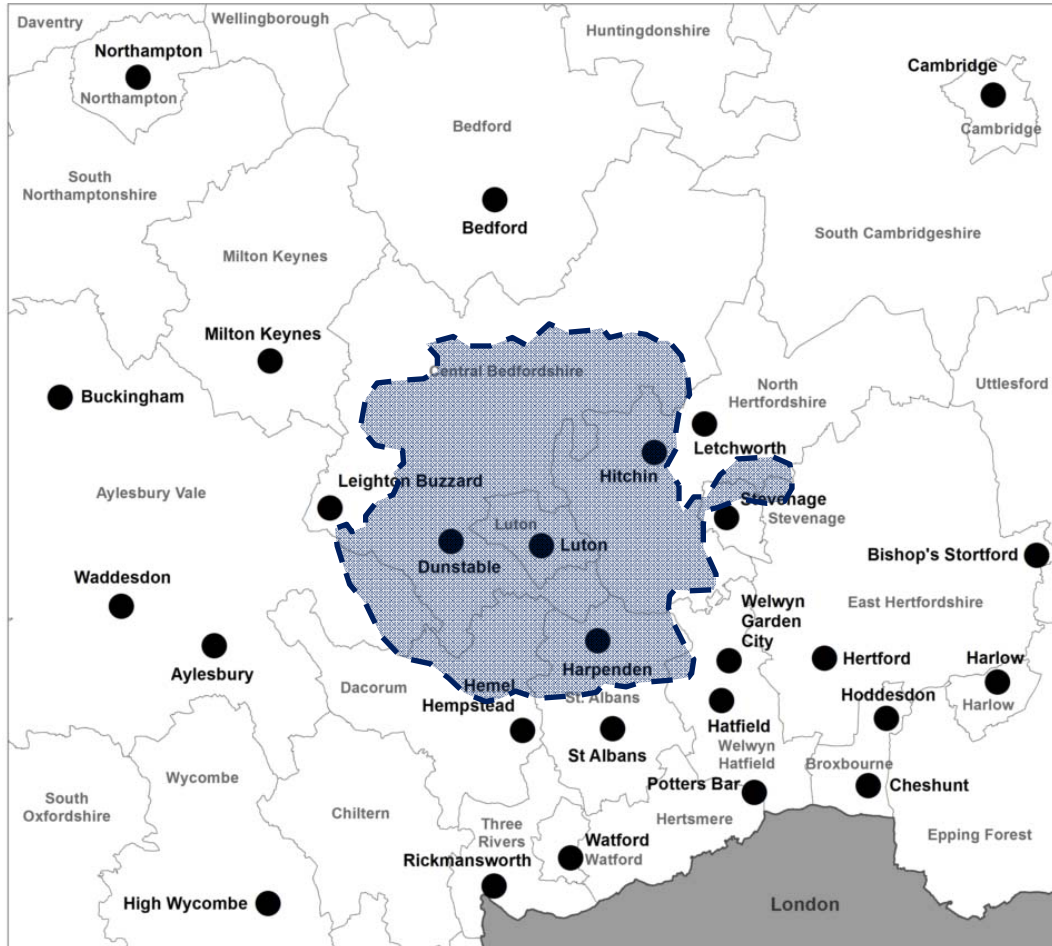 Daventry
Wellingborough
Huntingdonshire
Northampton
Northampton
Cambridge
Cambridge
Bedford
South
Northamptonshire
Bedford
South Cambridgeshire
Milton Keynes
Milton Keynes
Central Bedfordshire
North
Hertfordshire
Uttlesford
Buckingham
Letchworth
Hitchin
Leighton Buzzard
Aylesbury Vale
Stevenage
Stevenage
Luton
Luton
Dunstable
Bishop's Stortford
Waddesdon
East Hertfordshire
Welwyn
Garden
City
Aylesbury
Harpenden
Hertford
Harlow
Harlow
Dacorum
Hemel
Hempstead
St. Albans
Hoddesdon
St Albans
Hatfield
Welwyn
Hatfield
Wycombe
Broxbourne
Potters Bar
Cheshunt
South
Oxfordshire
Chiltern
Three
Rivers
Hertsmere
Epping Forest
Watford
Watford
Rickmansworth
High Wycombe
London